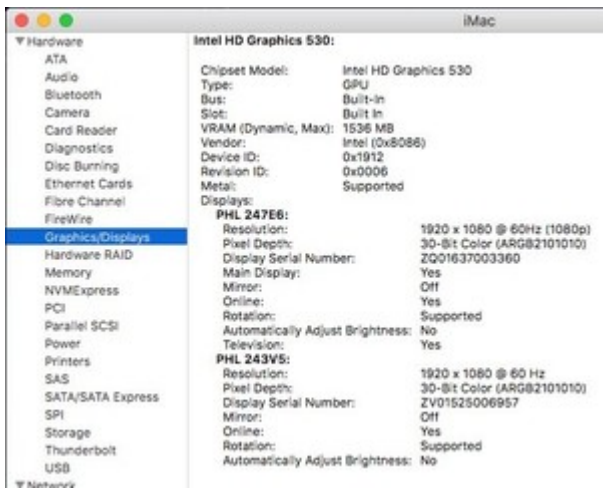 iMac
Hardware
ATA
Audio
Bluetooth
Camera
Card Reader
Diagnostics
Disc Burning
Ethernet Cards
Fibre Channel
FireWire
Graphics/Displays
Hardware RAID
Memory
NVMExpress
PCI
Parallel SCSI
Power
Printers
SAS
SATA/SATA Express
SPI
Storage
Thunderbolt
USB
Network
Intel HD Graphics 530:
Chipset Model: Intel HD Graphics 530
Type: GPU
Bus: Built-In
Slot: Built In
VRAM (Dynamic, Max): 1536 MB
Vendor: Intel (0x8086)
Device ID: 0x1912
Revision ID: 0x0006
Metal: Supported
Displays:
PHL 247E6:
Resolution: 1920 x 1080 @ 60Hz (1080p)
Pixel Depth: 30-Bit Color (ARGB2101010)
Display Serial Number: ZQ01637003360
Main Display: Yes
Mirror: Off
Online: Yes
Rotation: Supported
Automatically Adjust Brightness: No
Television: Yes
PHL 243V5:
Resolution: 1920 x 1080 @ 60 Hz
Pixel Depth: 30-Bit Color (ARGB2101010)
Display Serial Number: ZV01525006957
Mirror: Off
Online: Yes
Rotation: Supported
Automatically Adjust Brightness: No